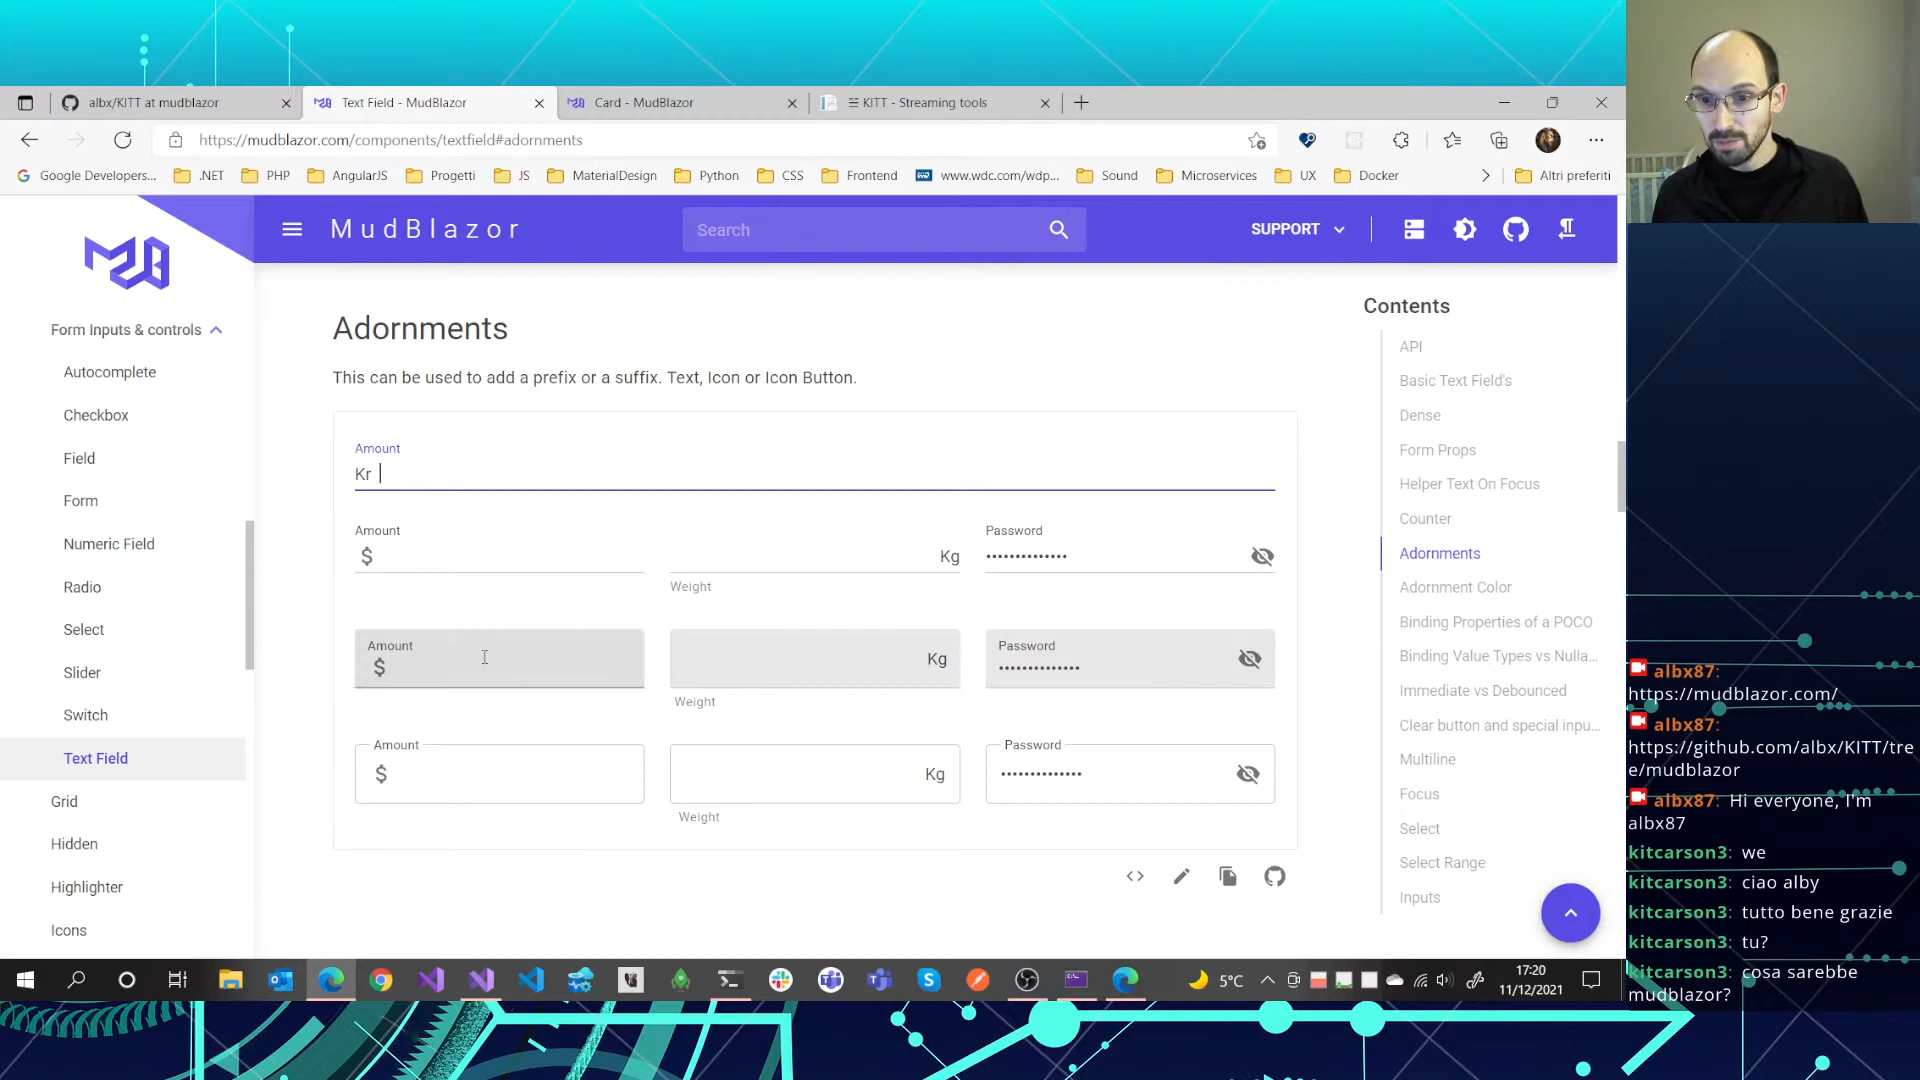 albx/KITT at mudblazor
Text Field - MudBlazor
Card - MudBlazor
☰ KITT - Streaming tools
https://mudblazor.com/components/textfield#adornments
Google Developers...
.NET
PHP
AngularJS
Progetti
JS
MaterialDesign
Python
CSS
Frontend
www.wdc.com/wdp...
Sound
Microservices
UX
Docker
Altri preferiti
MudBlazor
Search
SUPPORT
Form Inputs & controls
Autocomplete
Checkbox
Field
Form
Numeric Field
Radio
Select
Slider
Switch
Text Field
Grid
Hidden
Highlighter
Icons
Adornments
This can be used to add a prefix or a suffix. Text, Icon or Icon Button.
Amount
Kr
Amount
$
Kg
Weight
Password
••••••••••••••
Amount
$
Kg
Weight
Password
••••••••••••••
Amount
$
Kg
Weight
Password
••••••••••••••
Contents
API
Basic Text Field's
Dense
Form Props
Helper Text On Focus
Counter
Adornments
Adornment Color
Binding Properties of a POCO
Binding Value Types vs Nulla...
Immediate vs Debounced
Clear button and special inpu...
Multiline
Focus
Select
Select Range
Inputs
albx87:
https://mudblazor.com/
albx87:
https://github.com/albx/KITT/tre
e/mudblazor
albx87: Hi everyone, I'm
albx87
kitcarson3: we
kitcarson3: ciao alby
kitcarson3: tutto bene grazie
kitcarson3: tu?
kitcarson3: cosa sarebbe
mudblazor?
5°C
17:20
11/12/2021